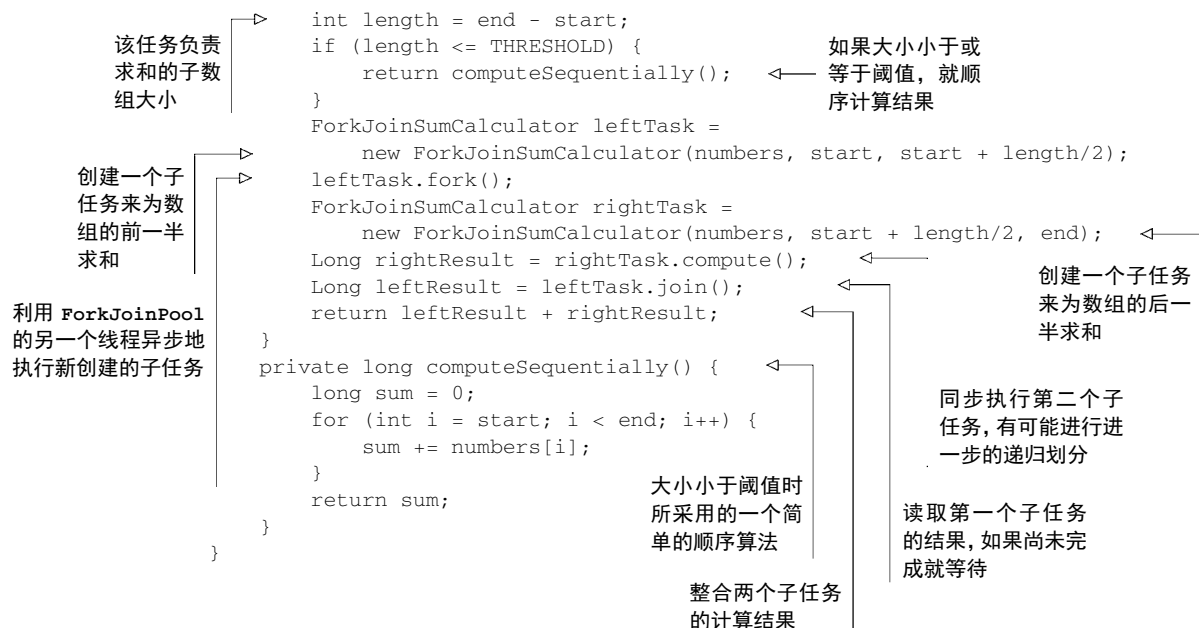 int length = end - start;
if (length <= THRESHOLD) {
return computeSequentially();
}
ForkJoinSumCalculator leftTask =
new ForkJoinSumCalculator(numbers, start, start + length/2);
leftTask.fork();
ForkJoinSumCalculator rightTask =
new ForkJoinSumCalculator(numbers, start + length/2, end);
Long rightResult = rightTask.compute();
Long leftResult = leftTask.join();
return leftResult + rightResult;
}
private long computeSequentially() {
long sum = 0;
for (int i = start; i < end; i++) {
sum += numbers[i];
}
return sum;
}
}
该任务负责
求和的子数
组大小
如果大小小于或
等于阈值，就顺
序计算结果
创建一个子
任务来为数
组的前一半
求和
利用 ForkJoinPool
的另一个线程异步地
执行新创建的子任务
创建一个子任务
来为数组的后一
半求和
同步执行第二个子
任务，有可能进行进
一步的递归划分
读取第一个子任务
的结果，如果尚未完
成就等待
大小小于阈值时
所采用的一个简
单的顺序算法
整合两个子任务
的计算结果